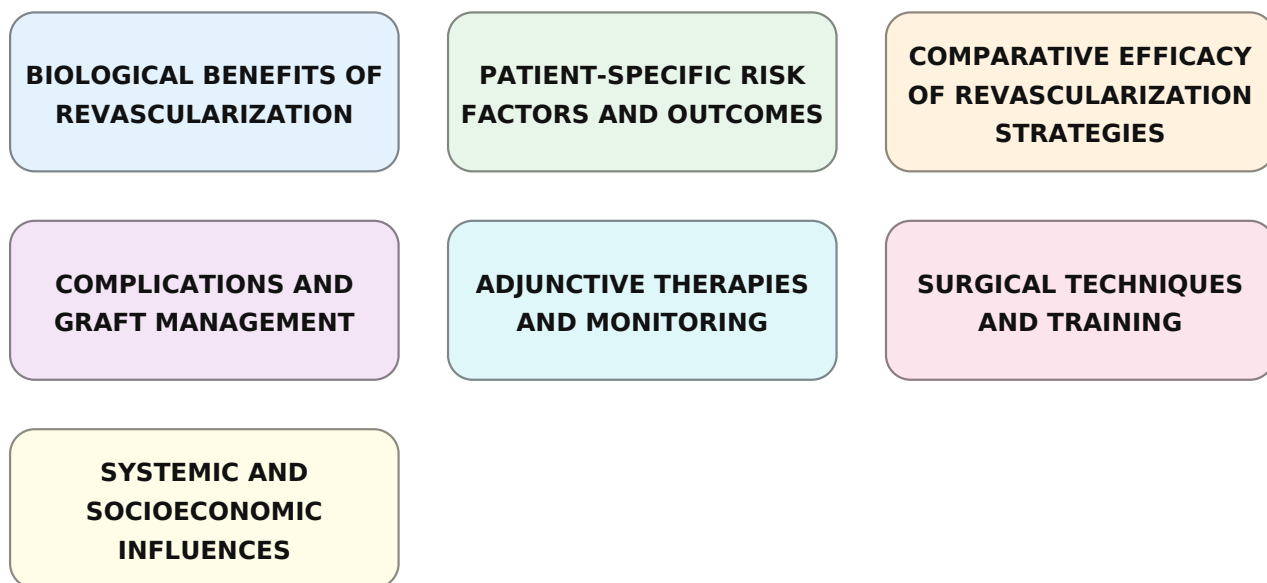 BIOLOGICAL BENEFITS OF
REVASCULARIZATION
PATIENT-SPECIFIC RISK
FACTORS AND OUTCOMES
COMPARATIVE EFFICACY
OF REVASCULARIZATION
STRATEGIES
COMPLICATIONS AND
GRAFT MANAGEMENT
ADJUNCTIVE THERAPIES
AND MONITORING
SURGICAL TECHNIQUES
AND TRAINING
SYSTEMIC AND
SOCIOECONOMIC
INFLUENCES